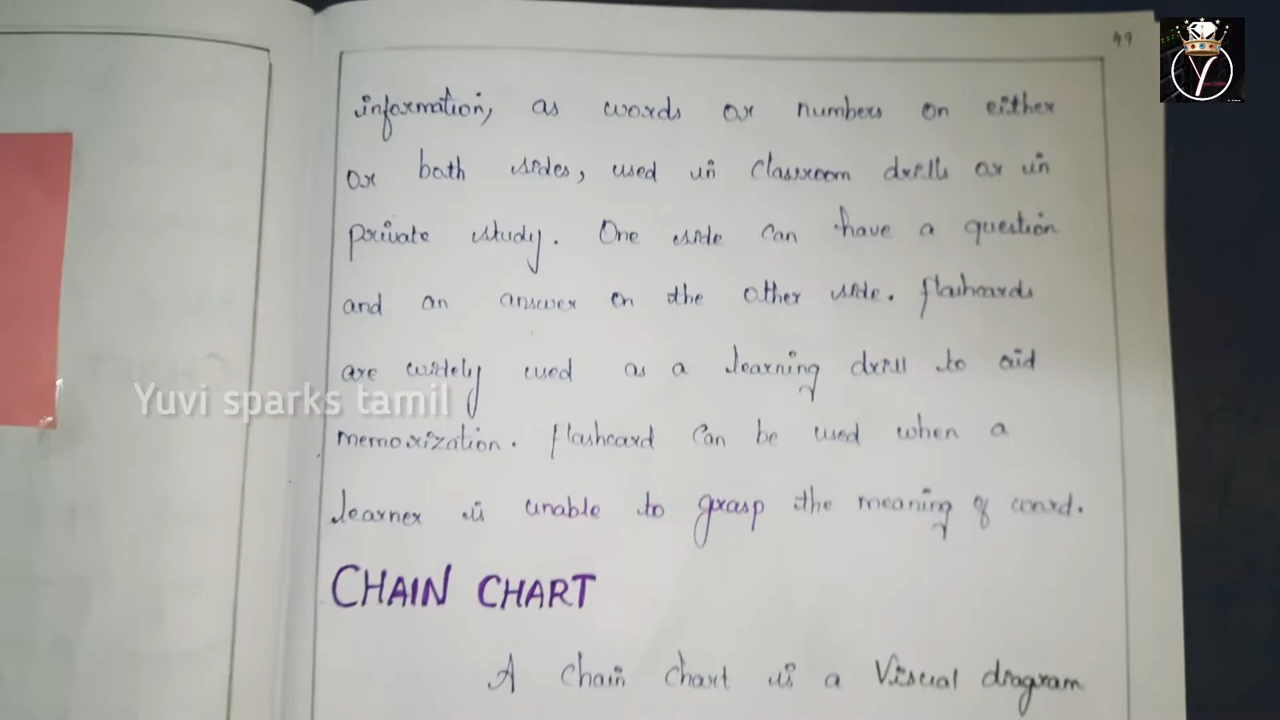 49
information, as words or numbers on either
or both sides, used in classroom drills or in
private study. One side can have a question
and an answer on the other side. flashcards
are widely used as a learning drill to aid
Yuvi sparks tamil
memorization. flashcard can be used when a
learner is unable to grasp the meaning of word.
CHAIN CHART
A chain chart is a Visual diagram
Y